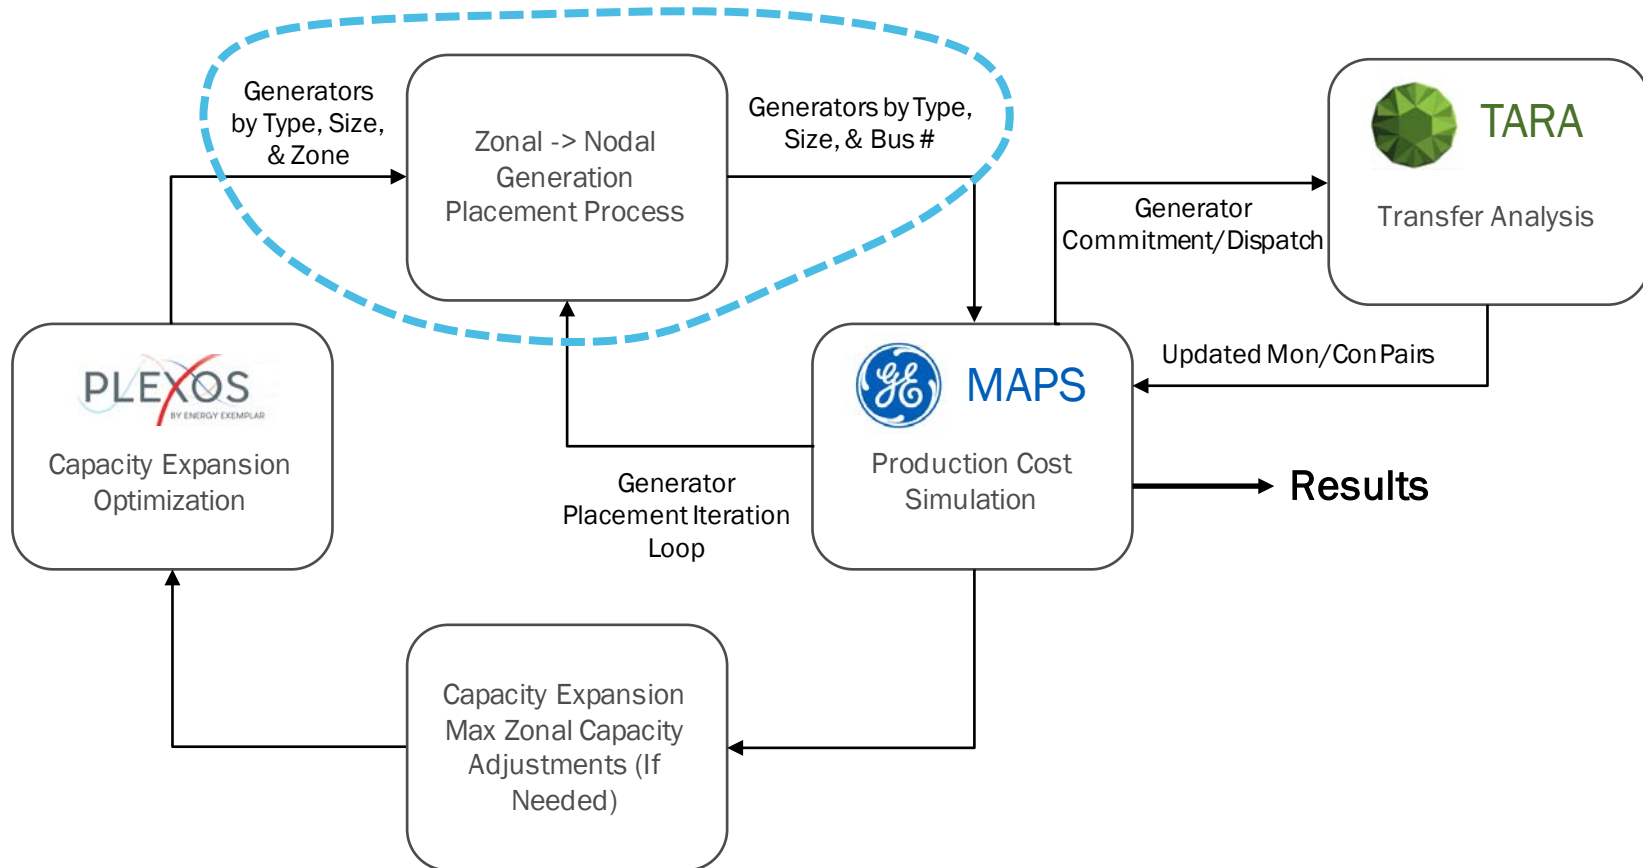 Generators
by Type, Size,
& Zone
Zonal -> Nodal
Generation
Placement Process
Generators by Type,
Size, & Bus #
TARA
Transfer Analysis
Generator
Commitment/Dispatch
Updated Mon/Con Pairs
PLEXOS
BY ENERGY EXEMPLAR
Capacity Expansion
Optimization
GE
MAPS
Production Cost
Simulation
Results
Generator
Placement Iteration
Loop
Capacity Expansion
Max Zonal Capacity
Adjustments (If
Needed)